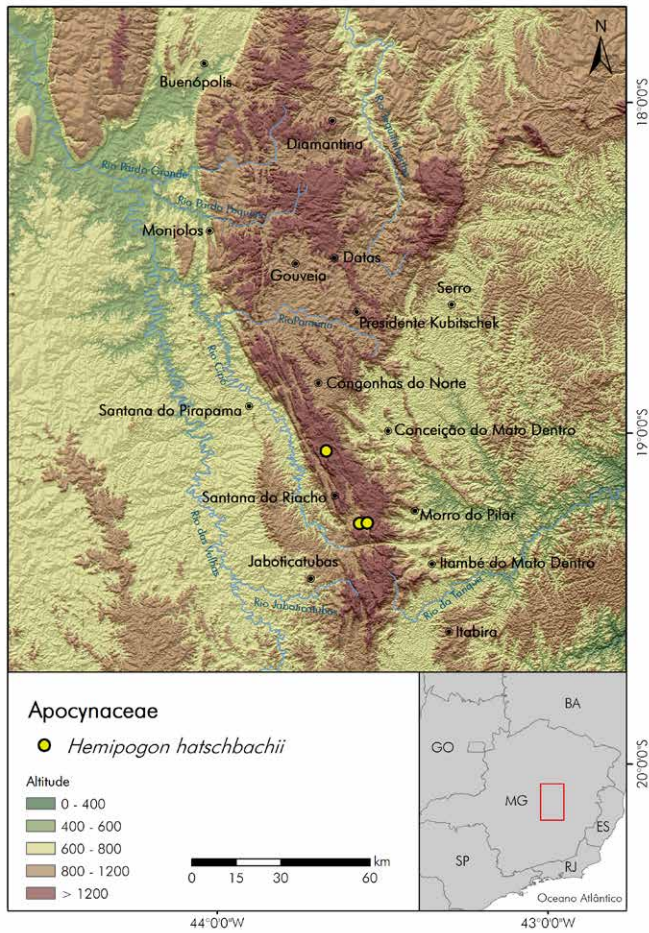 N
Buenópolis
Diamantina
Rio Jequitinhonha
18°0'0"S
Rio Pardo Grande
Rio Pardo Pequeno
Monjolos
Datas
Gouveia
Serro
Rio Paraúna
Presidente Kubitschek
Rio Cipó
Congonhas do Norte
Santana do Pirapama
Conceição do Mato Dentro
19°0'0"S
Santana do Riacho
Morro do Pilar
Rio das Velhas
Jaboticatubas
Itambé do Mato Dentro
Rio Jaboticatubas
Rio do Tanque
Itabira
Apocynaceae
Hemipogon hatschbachii
Altitude
0 - 400
400 - 600
600 - 800
800 - 1200
> 1200
km
0 15 30 60
BA
GO
MG
ES
SP
RJ
Oceano Atlântico
20°0'0"S
44°0'0"W
43°0'0"W